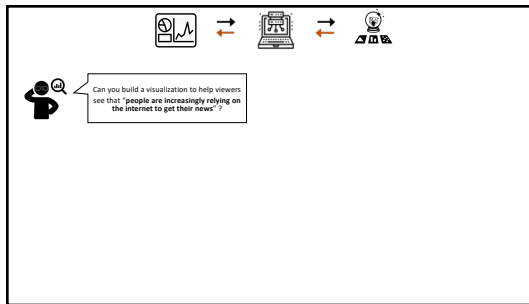 Can you build a visualization to help viewers
see that "people are increasingly relying on
the internet to get their news" ?